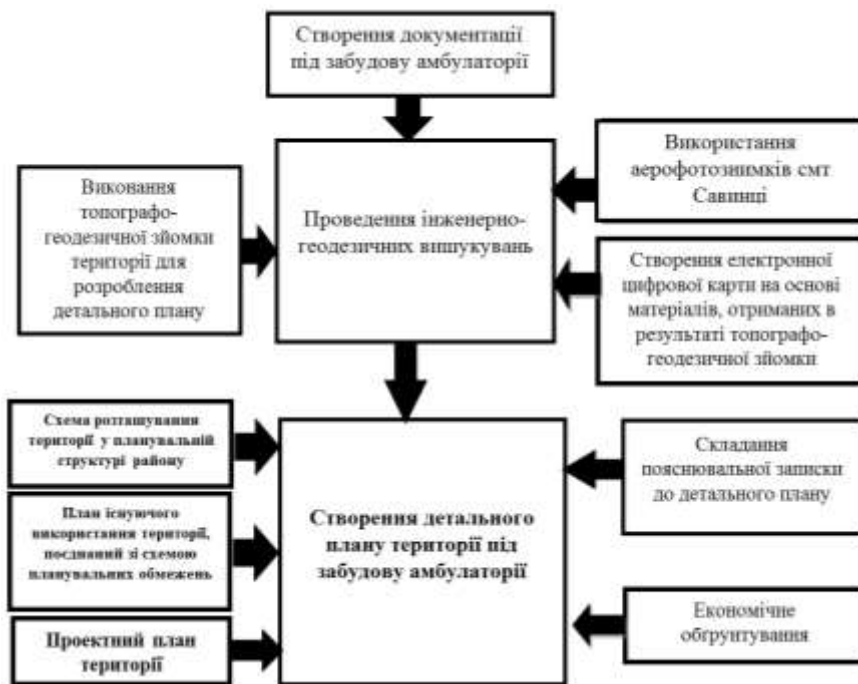 Створення документації
під забудову амбулаторії
Виконання
топографо-
геодезичної зйомки
території для
розроблення
детального плану
Проведення інженерно-
геодезичних вишукувань
Використання
аерофотознимків смт
Савинці
Створення електронної
цифрової карти на основі
матеріалів, отриманих в
результаті топографо-
геодезичної зйомки
Схема розташування
території у планувальній
структурі району
План існуючого
використання території,
поєднаний зі схемою
планувальних обмежень
Проектний план
території
Створення детального
плану території під
забудову амбулаторії
Складання
пояснювальної записки
до детального плану
Економічне
обґрунтування